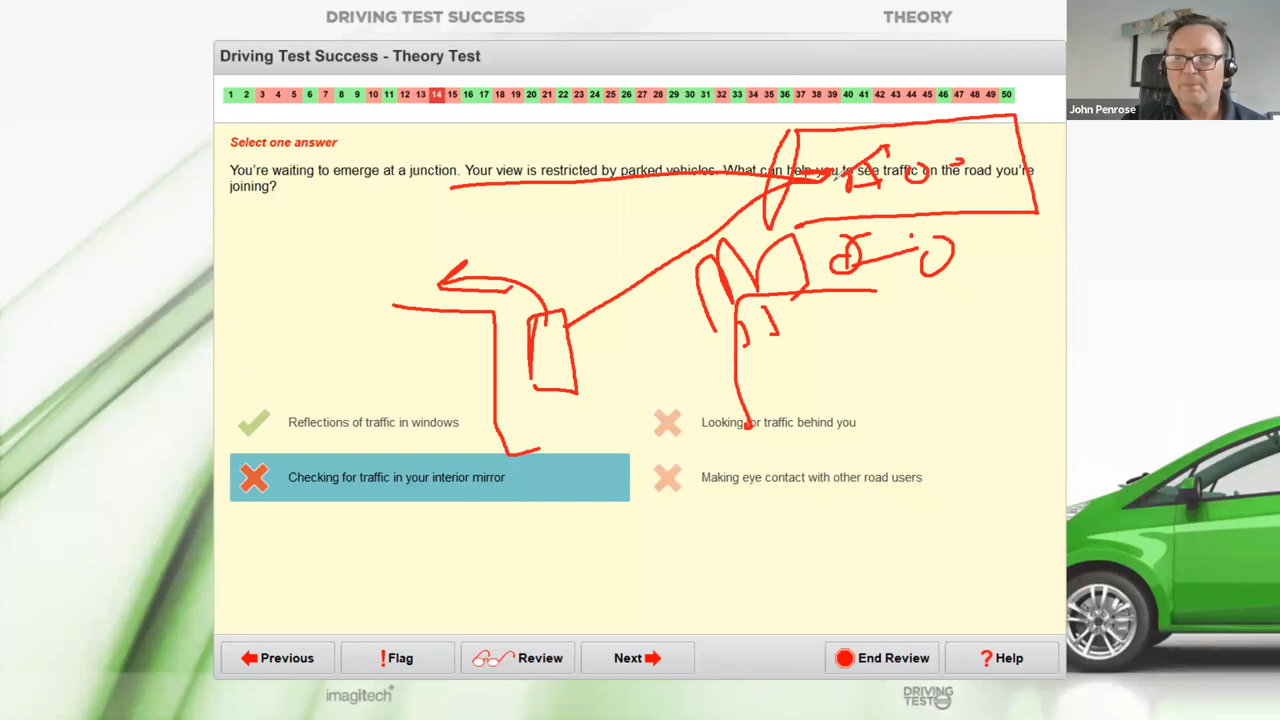 DRIVING TEST SUCCESS THEORY
John Penrose
Driving Test Success - Theory Test
1 2 3 4 5 6 7 8 9 10 11 12 13 14 15 16 17 18 19 20 21 22 23 24 25 26 27 28 29 30 31 32 33 34 35 36 37 38 39 40 41 42 43 44 45 46 47 48 49 50
Select one answer
You're waiting to emerge at a junction. Your view is restricted by parked vehicles. What can help you to see traffic on the road you're
joining?
Reflections of traffic in windows
Looking for traffic behind you
Checking for traffic in your interior mirror
Making eye contact with other road users
Previous !Flag Review Next End Review ?Help
imagitech DRIVING
TEST